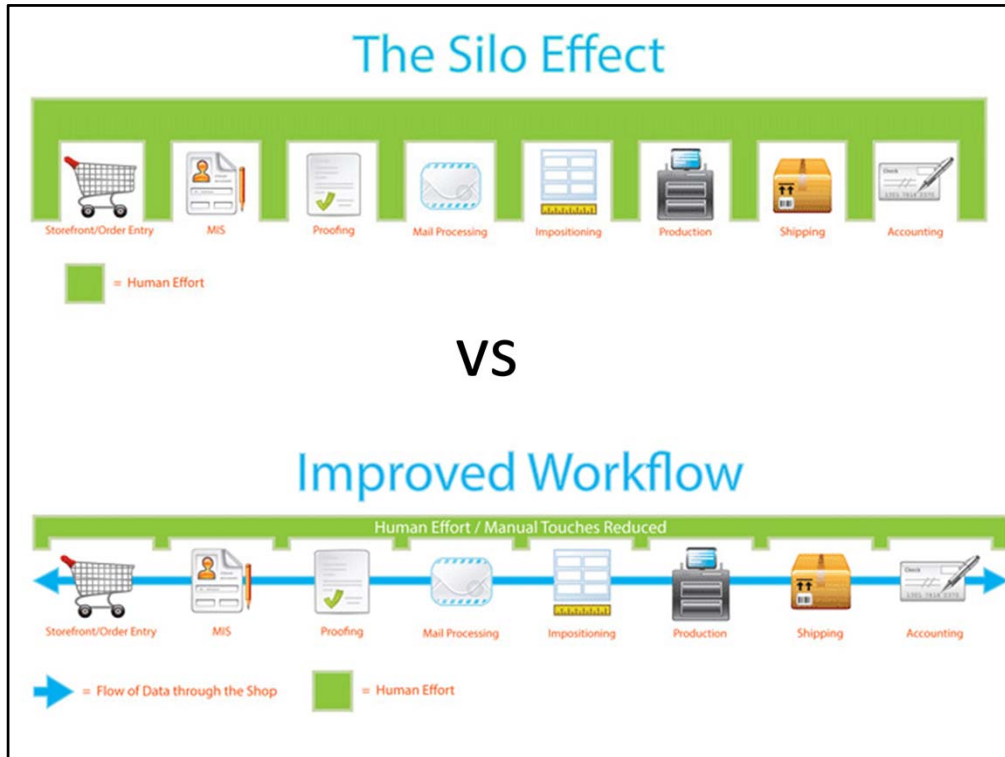 The Silo Effect
Storefront/Order Entry
MIS
Proofing
Mail Processing
Impositioning
Production
Shipping
Accounting
= Human Effort
vs
Improved Workflow
Human Effort / Manual Touches Reduced
Storefront/Order Entry
MIS
Proofing
Mail Processing
Impositioning
Production
Shipping
Accounting
= Flow of Data through the Shop
= Human Effort